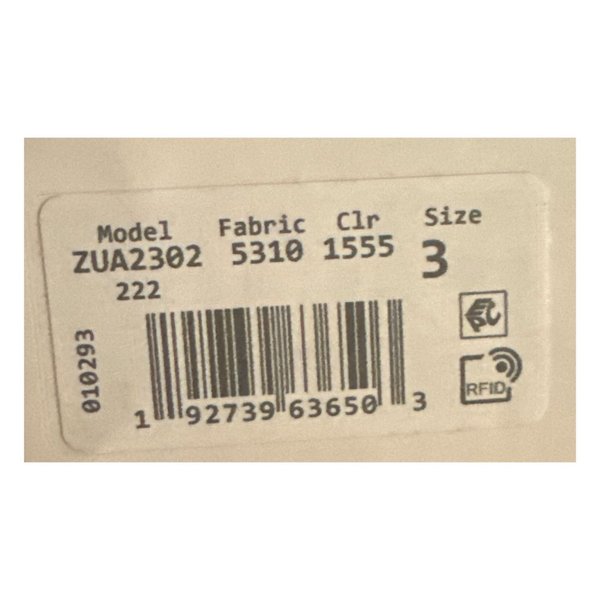 Model Fabric Clr Size
ZUA2302 5310 1555 3
222
010293
1 92739 63650 3
RFID